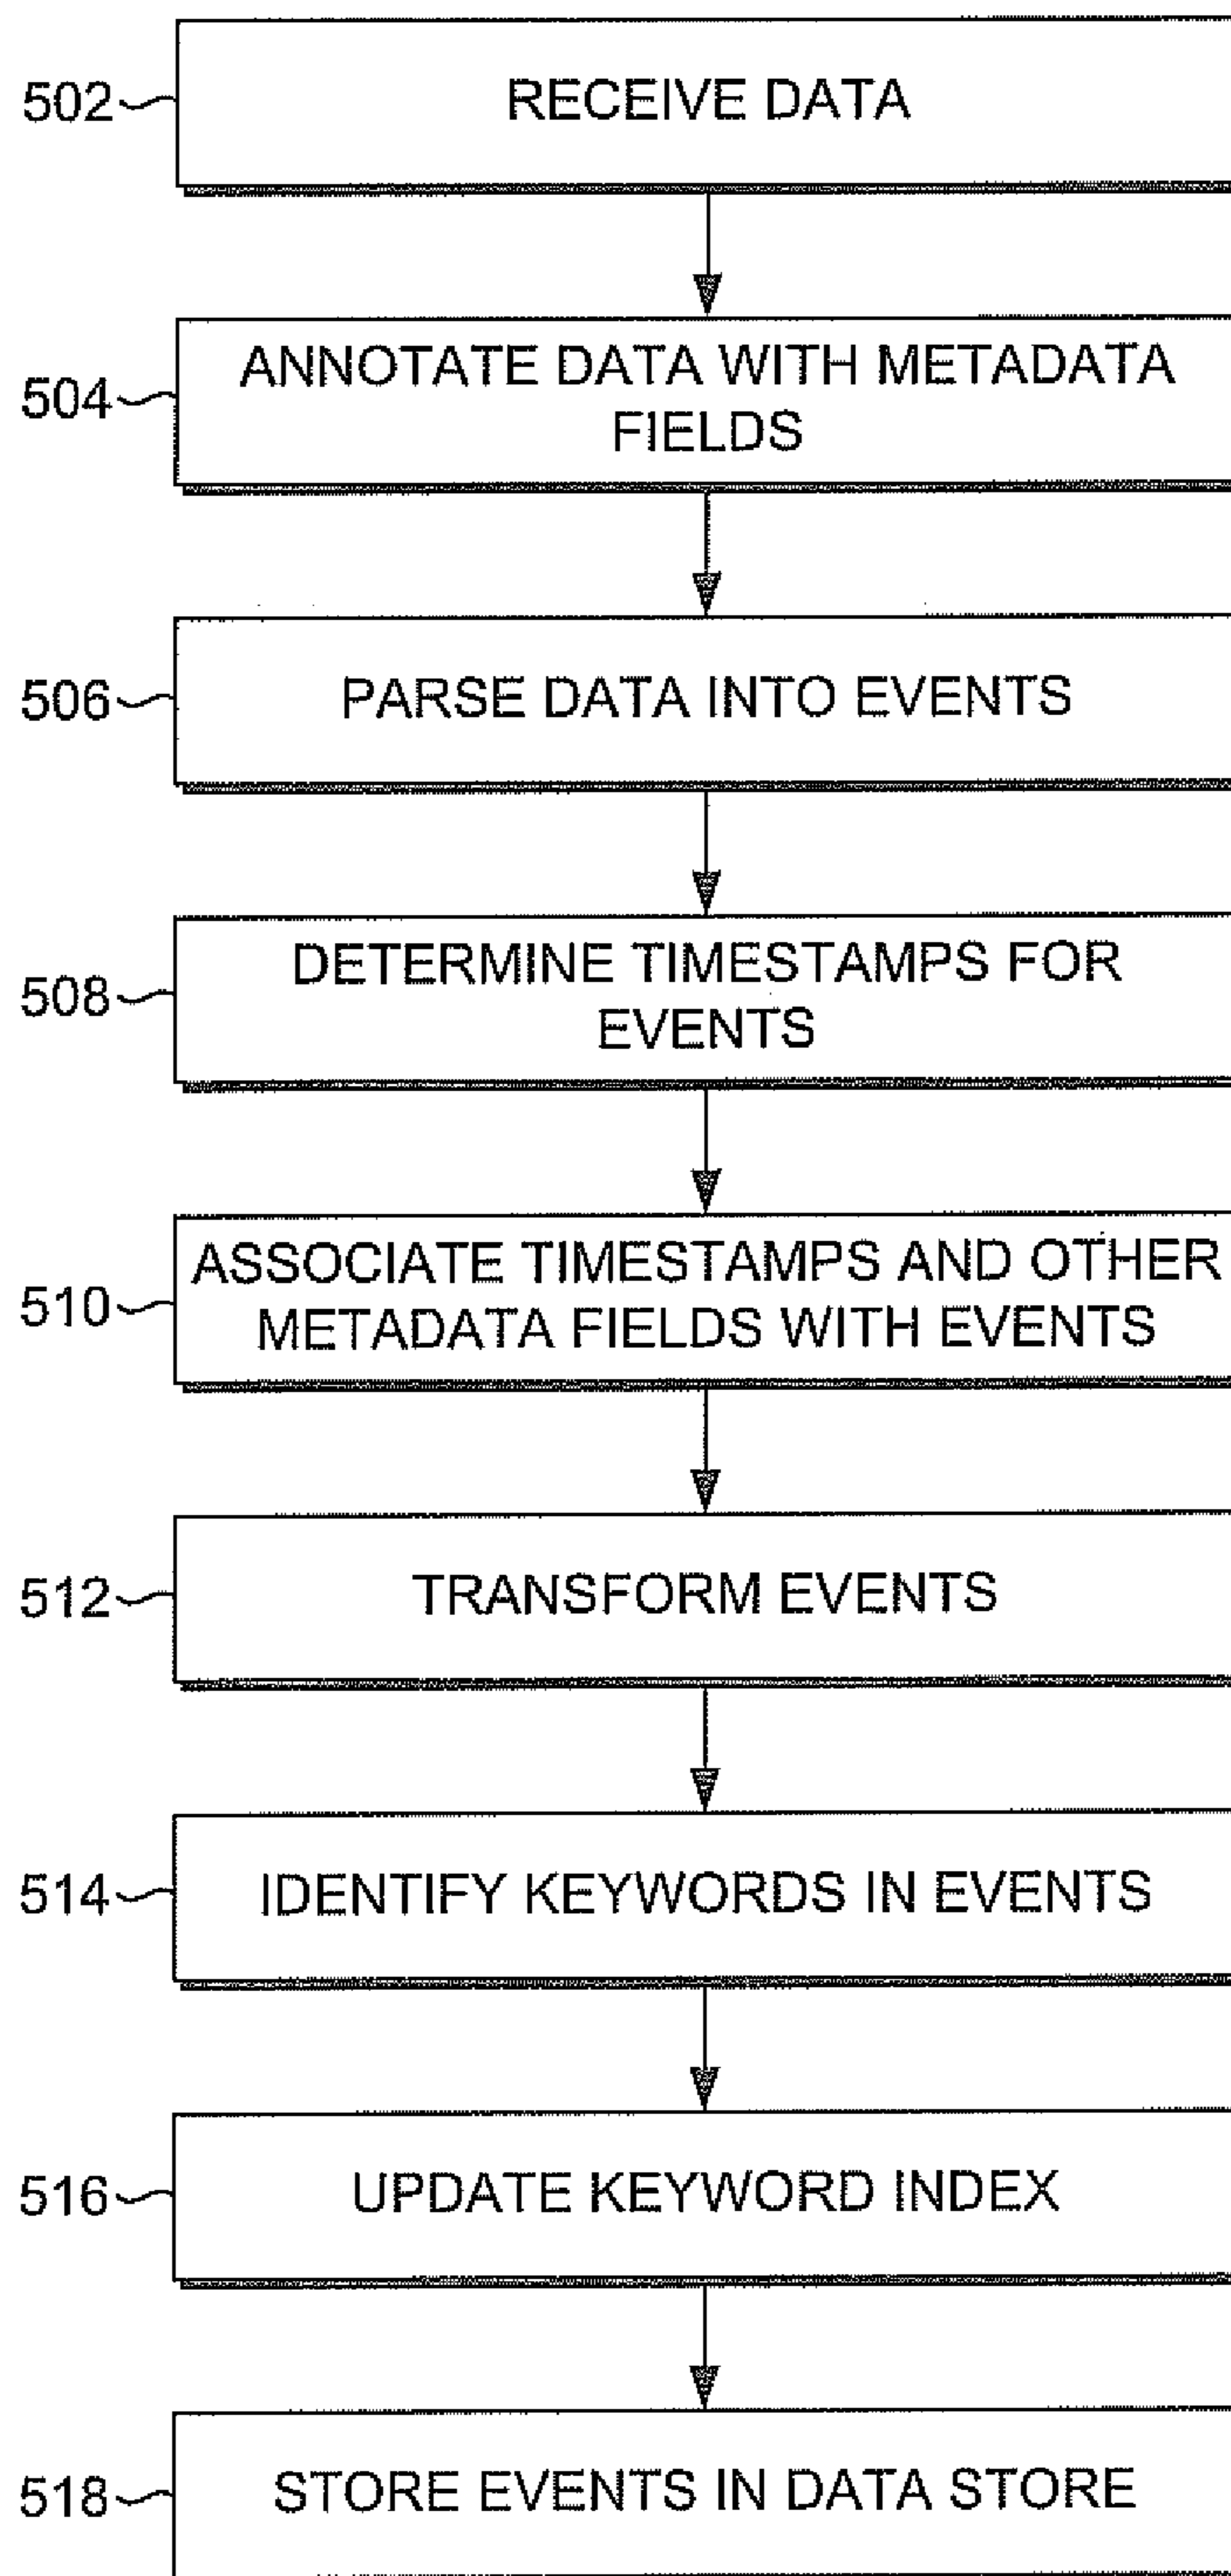 502
RECEIVE DATA
504
ANNOTATE DATA WITH METADATA
FIELDS
506
PARSE DATA INTO EVENTS
508
DETERMINE TIMESTAMPS FOR
EVENTS
510
ASSOCIATE TIMESTAMPS AND OTHER
METADATA FIELDS WITH EVENTS
512
TRANSFORM EVENTS
514
IDENTIFY KEYWORDS IN EVENTS
516
UPDATE KEYWORD INDEX
518
STORE EVENTS IN DATA STORE